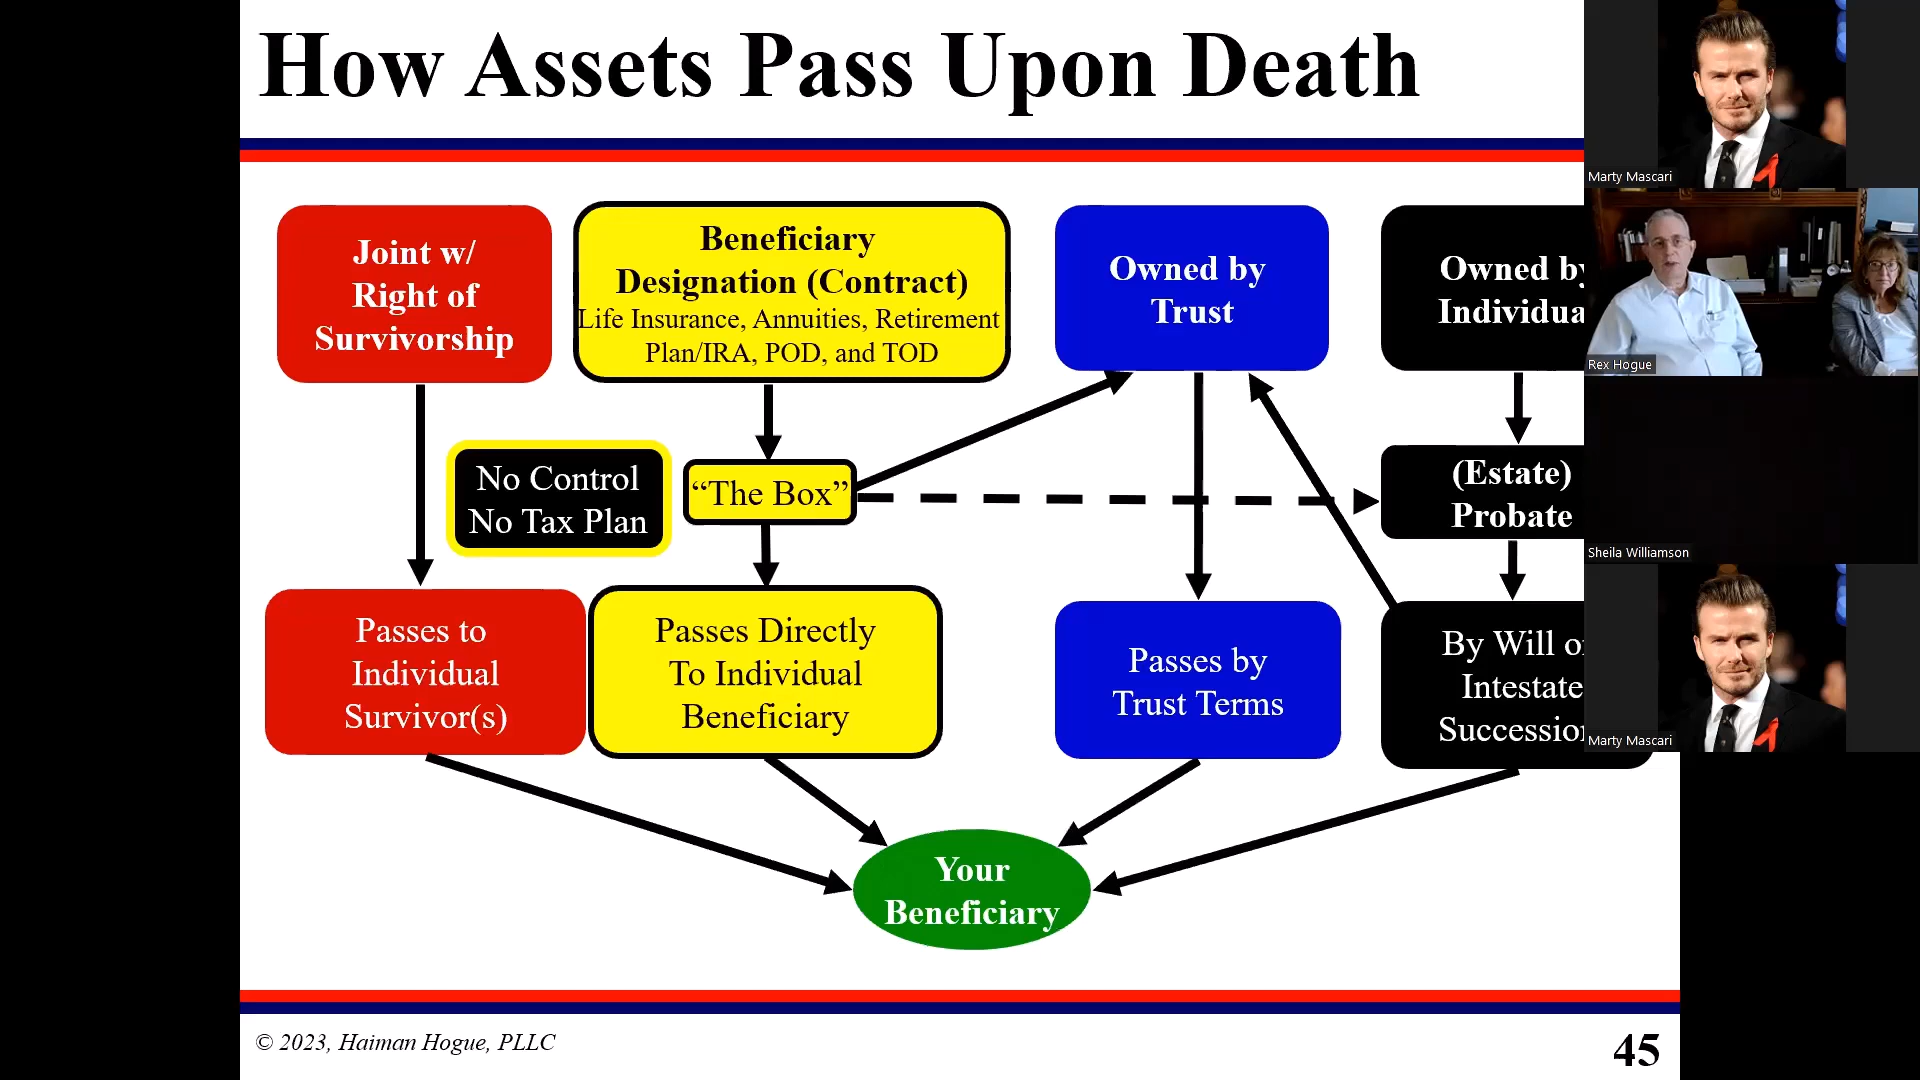 How Assets Pass Upon Death
Joint w/
Right of
Survivorship
Beneficiary
Designation (Contract)
Life Insurance, Annuities, Retirement
Plan/IRA, POD, and TOD
Owned by
Trust
Owned by
Individua
No Control
No Tax Plan
“The Box”
(Estate)
Probate
Passes to
Individual
Survivor(s)
Passes Directly
To Individual
Beneficiary
Passes by
Trust Terms
By Will or
Intestate
Succession
Your
Beneficiary
© 2023, Haiman Hogue, PLLC
45
Marty Mascari
Rex Hogue
Sheila Williamson
Marty Mascari